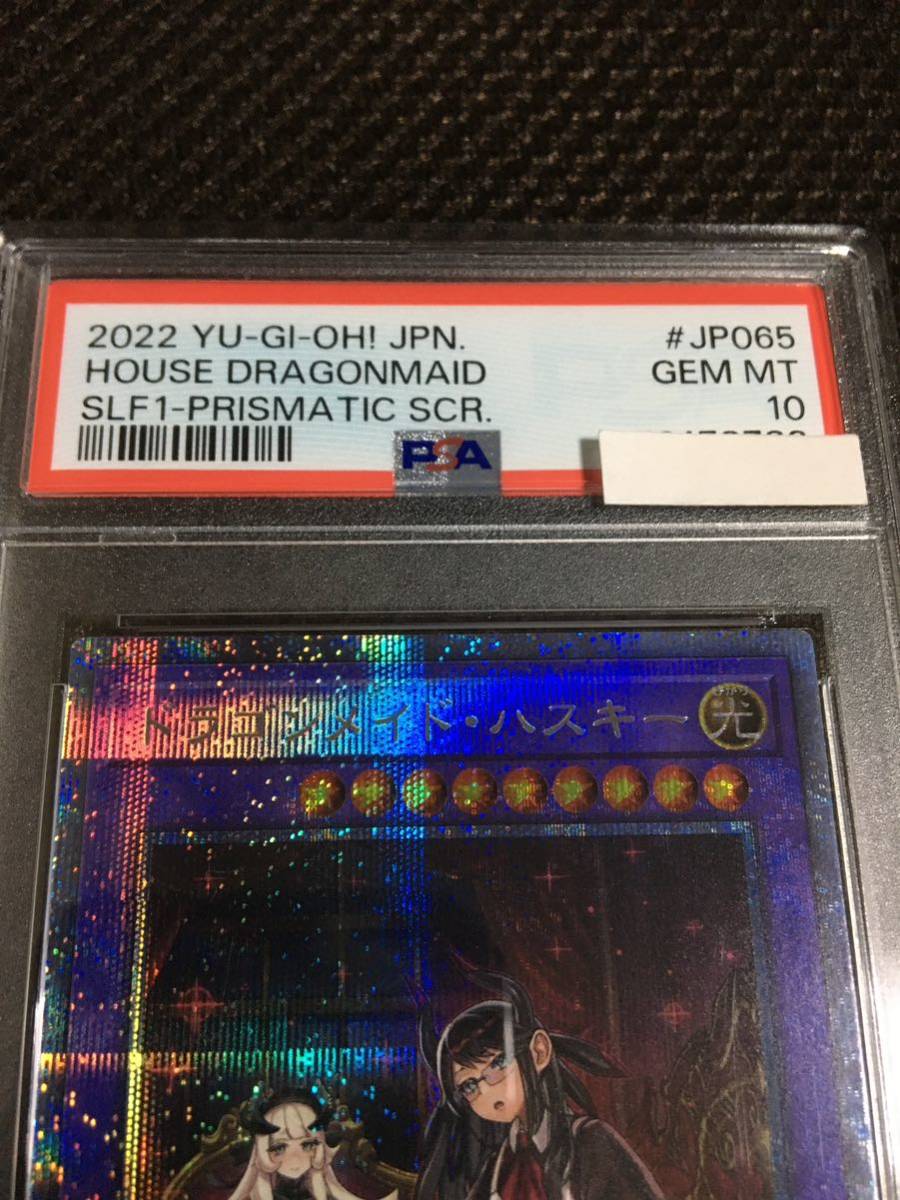 2022 YU-GI-OH! JPN. #JP065
HOUSE DRAGONMAID GEM MT
SLF1-PRISMATIC SCR. 10
PSA
ドラゴンメイド・ハスキー 光